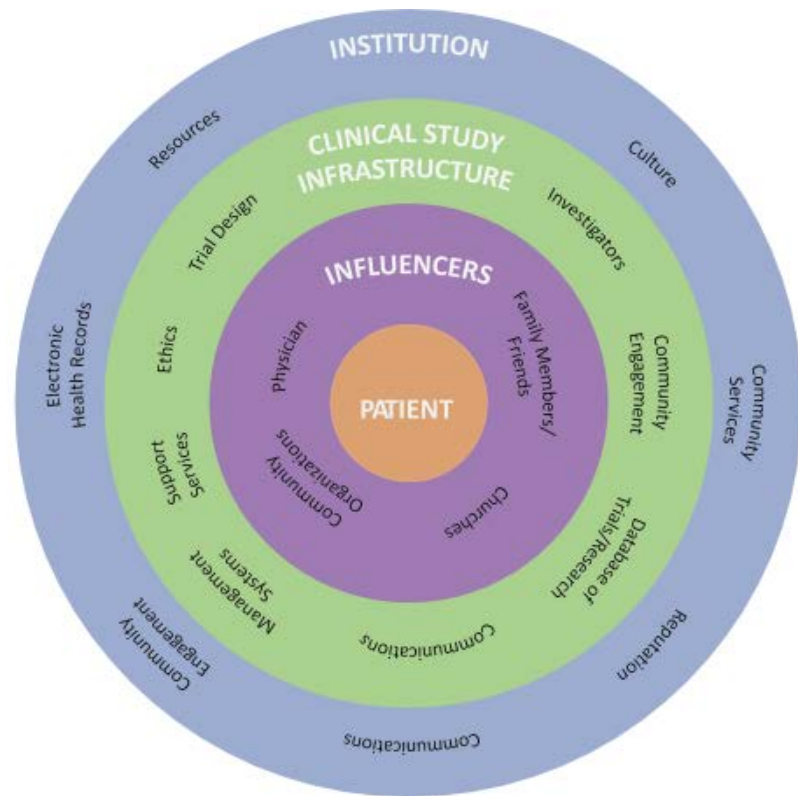 INSTITUTION
Resources
Culture
Community
Services
Reputation
Communications
Community
Engagement
Electronic
Health Records
CLINICAL STUDY
INFRASTRUCTURE
Trial Design
Investigators
Community
Engagement
Database of
Trials/Research
Communications
Management
Systems
Support
Services
Ethics
INFLUENCERS
Physician
Family Members/
Friends
Churches
Community
Organizations
PATIENT